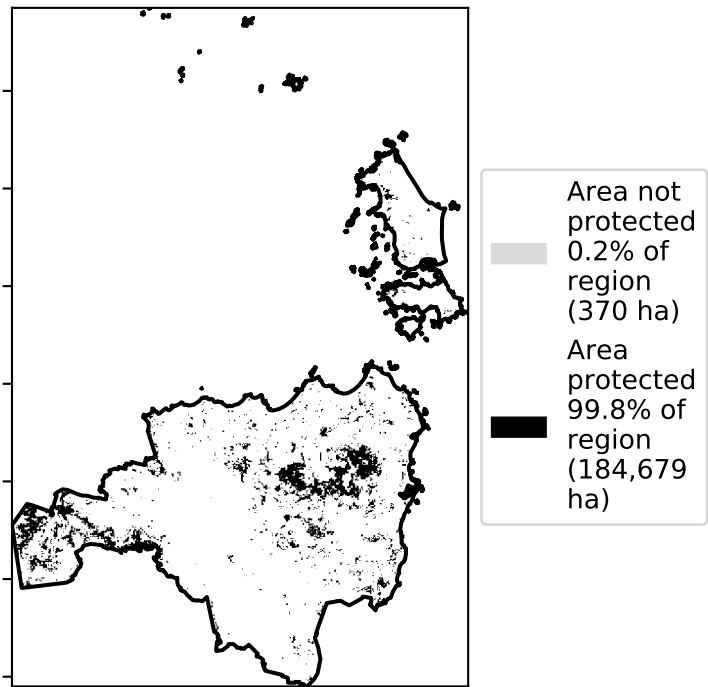 Area not
protected
0.2% of
region
(370 ha)
Area
protected
99.8% of
region
(184,679
ha)